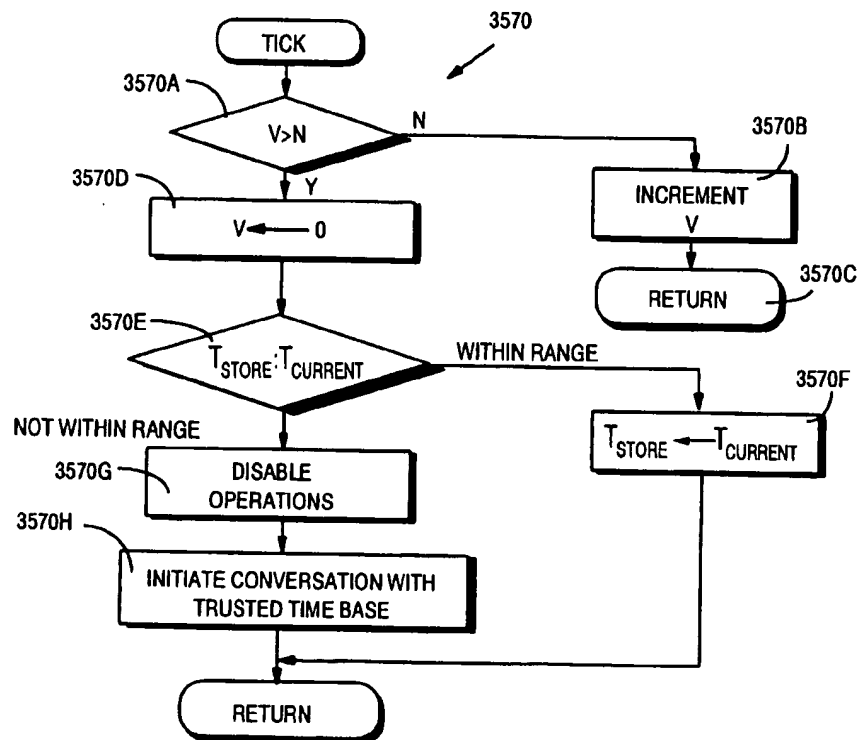 TICK
3570
3570A
V>N
N
3570B
INCREMENT
V
Y
3570D
V ← 0
3570C
RETURN
3570E
T_STORE:T_CURRENT
WITHIN RANGE
3570F
T_STORE ← T_CURRENT
NOT WITHIN RANGE
3570G
DISABLE
OPERATIONS
3570H
INITIATE CONVERSATION WITH
TRUSTED TIME BASE
RETURN